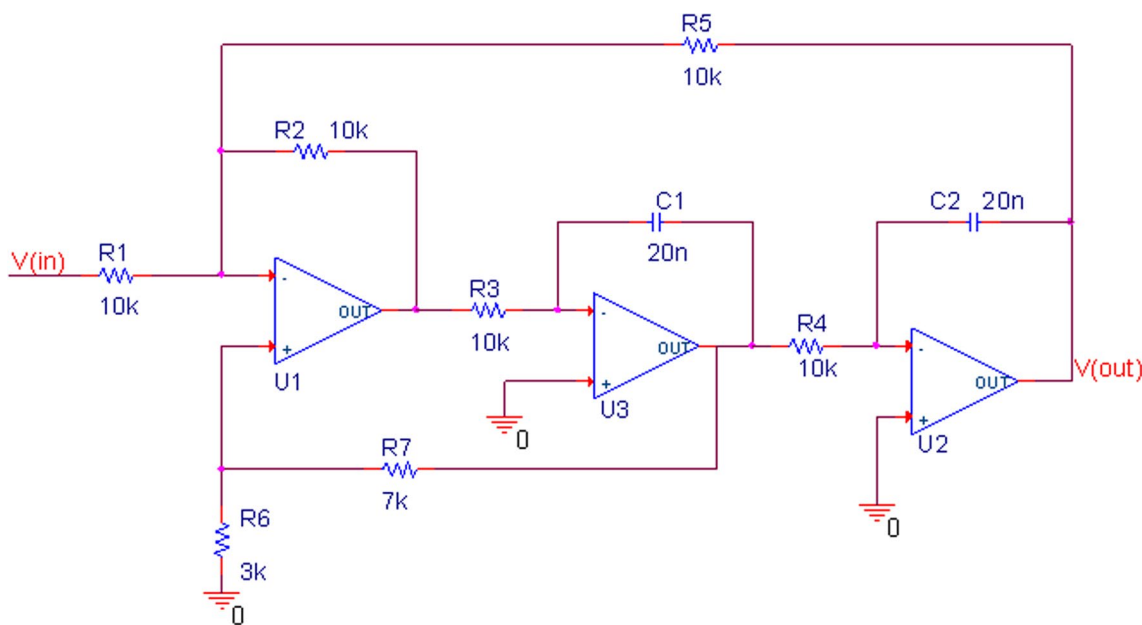 R5
10k
R2 10k
C1
20n
C2 20n
V(in)
R1
10k
-
+
OUT
U1
R3
10k
-
+
OUT
U3
0
R4
10k
-
+
OUT
U2
V(out)
0
R7
7k
R6
3k
0